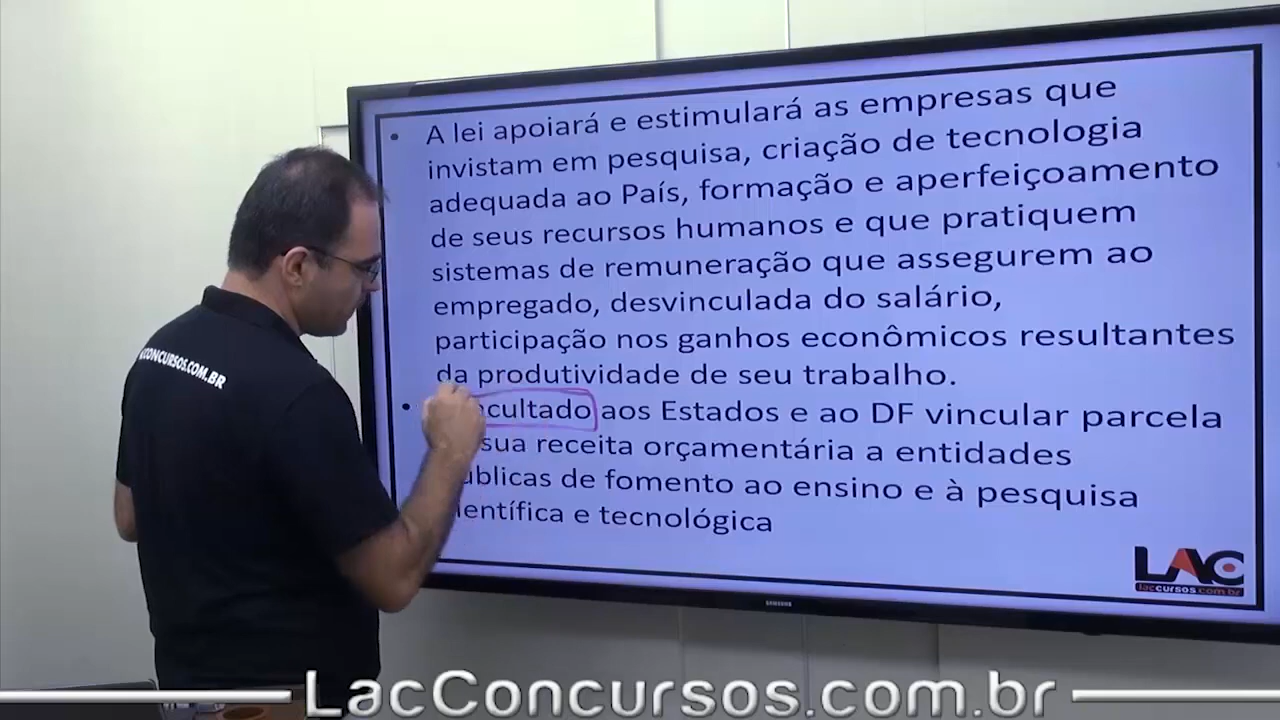 • A lei apoiará e estimulará as empresas que
invistam em pesquisa, criação de tecnologia
adequada ao País, formação e aperfeiçoamento
de seus recursos humanos e que pratiquem
sistemas de remuneração que assegurem ao
empregado, desvinculada do salário,
participação nos ganhos econômicos resultantes
da produtividade de seu trabalho.
• cultado aos Estados e ao DF vincular parcela
sua receita orçamentária a entidades
úblicas de fomento ao ensino e à pesquisa
ientífica e tecnológica
LAC
laccursos.com.br
SAMSUNG
CONCURSOS.COM.BR
LacConcursos.com.br